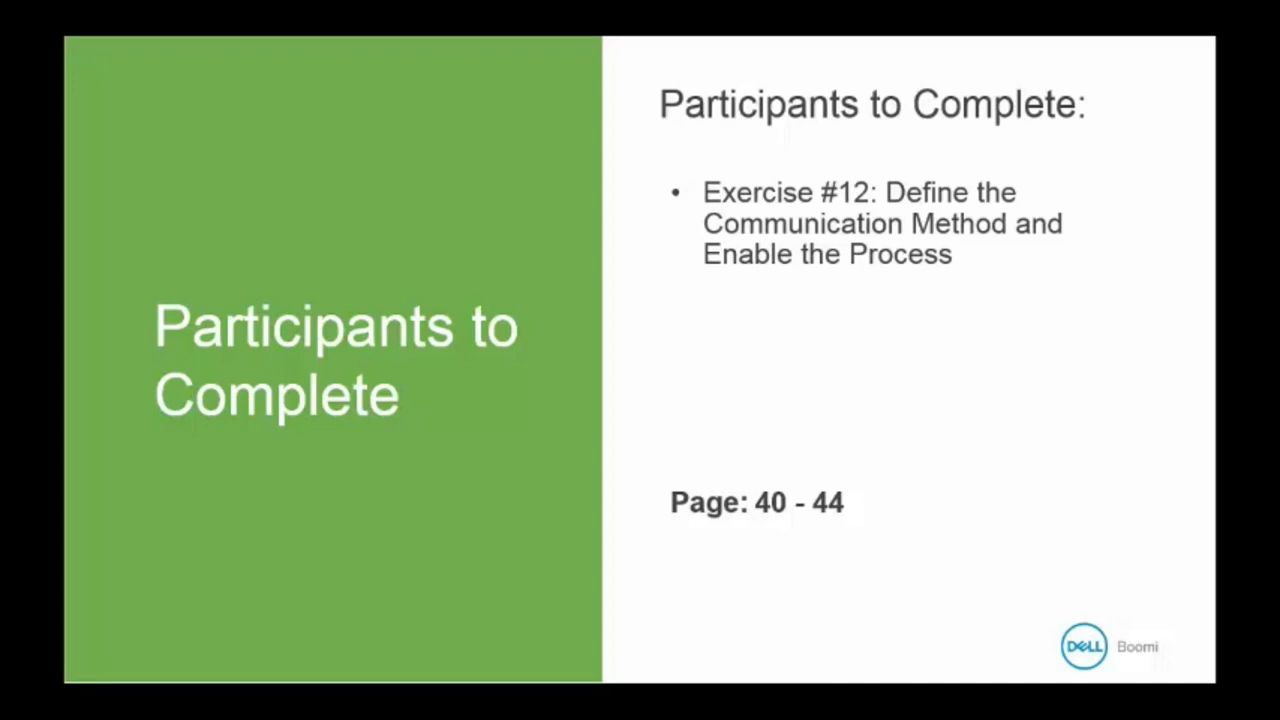 Participants to
Complete
Participants to Complete:
• Exercise #12: Define the
Communication Method and
Enable the Process
Page: 40 - 44
DELL Boomi